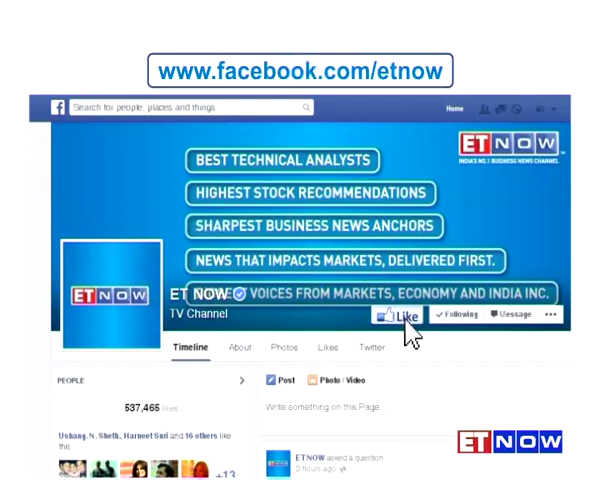 www.facebook.com/etnow
Search for people, places and things
Home
ET NOW
INDIA'S NO.1 BUSINESS NEWS CHANNEL
BEST TECHNICAL ANALYSTS
HIGHEST STOCK RECOMMENDATIONS
SHARPEST BUSINESS NEWS ANCHORS
NEWS THAT IMPACTS MARKETS, DELIVERED FIRST.
VOICES FROM MARKETS, ECONOMY AND INDIA INC.
ET NOW
ET NOW
TV Channel
Like
Following
Message
Timeline
About
Photos
Likes
Twitter
PEOPLE
537,465 likes
Ushang. N. Sheth, Harneet Suri and 16 others like
this
+13
Post
Photo / Video
Write something on this Page
ETNOW asked a question
2 hours ago
ET NOW